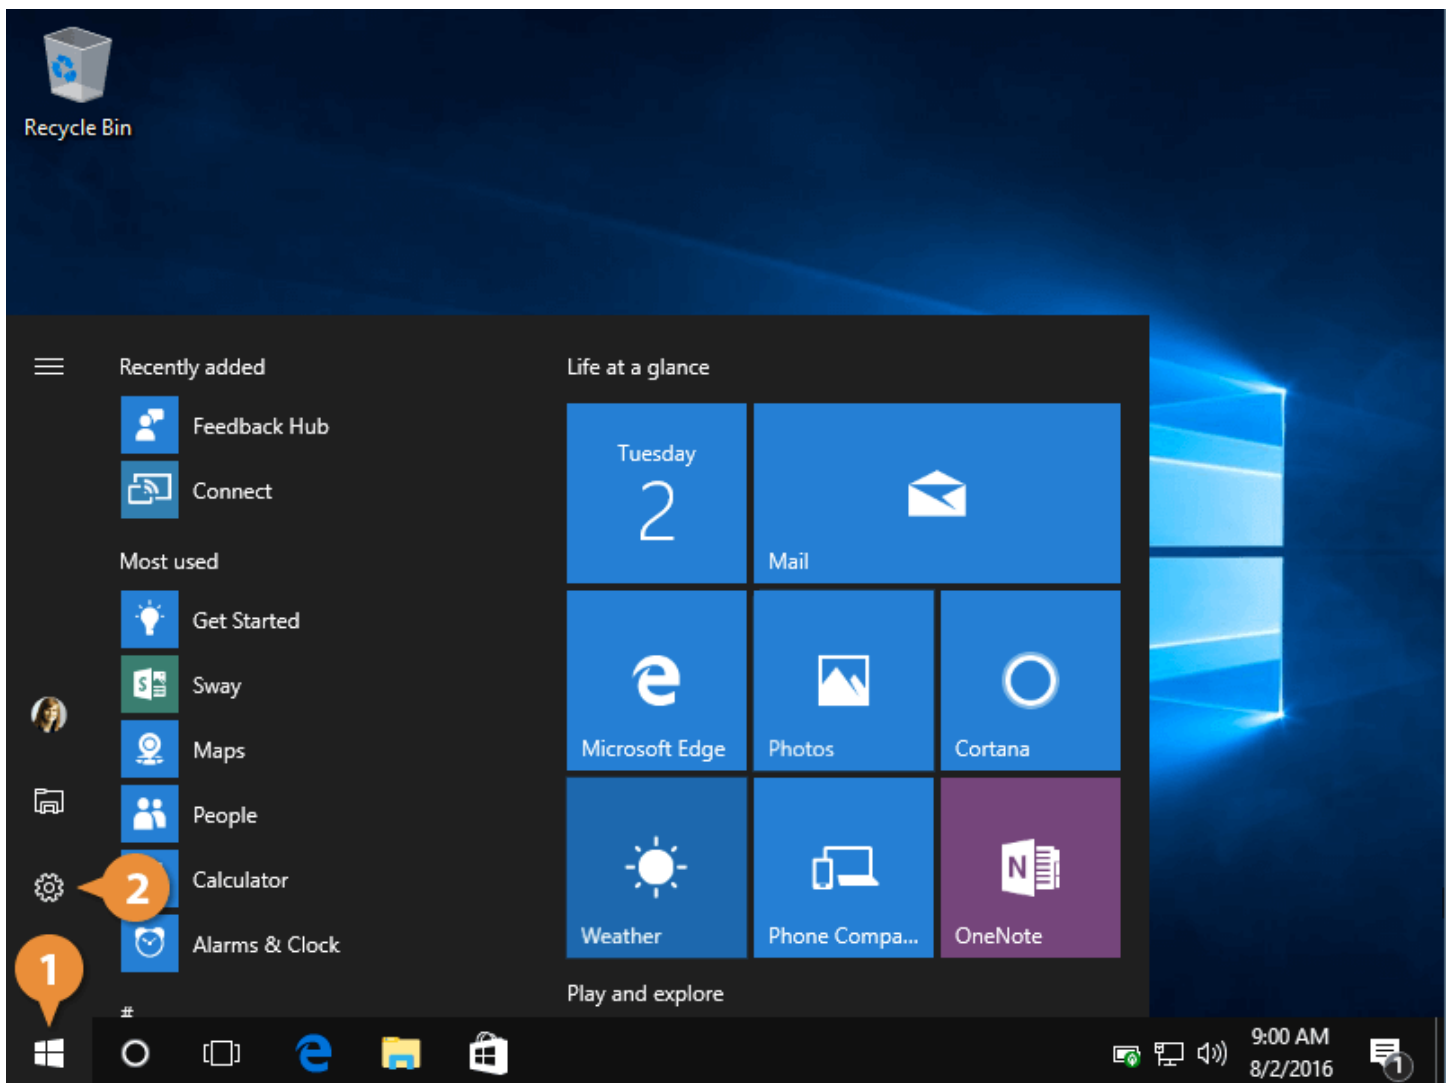 Recycle Bin
Recently added
Feedback Hub
Connect
Most used
Get Started
Sway
Maps
People
Calculator
Alarms & Clock
#
Life at a glance
Tuesday
2
Mail
Microsoft Edge
Photos
Cortana
Weather
Phone Compa...
OneNote
Play and explore
2
1
9:00 AM
8/2/2016
1